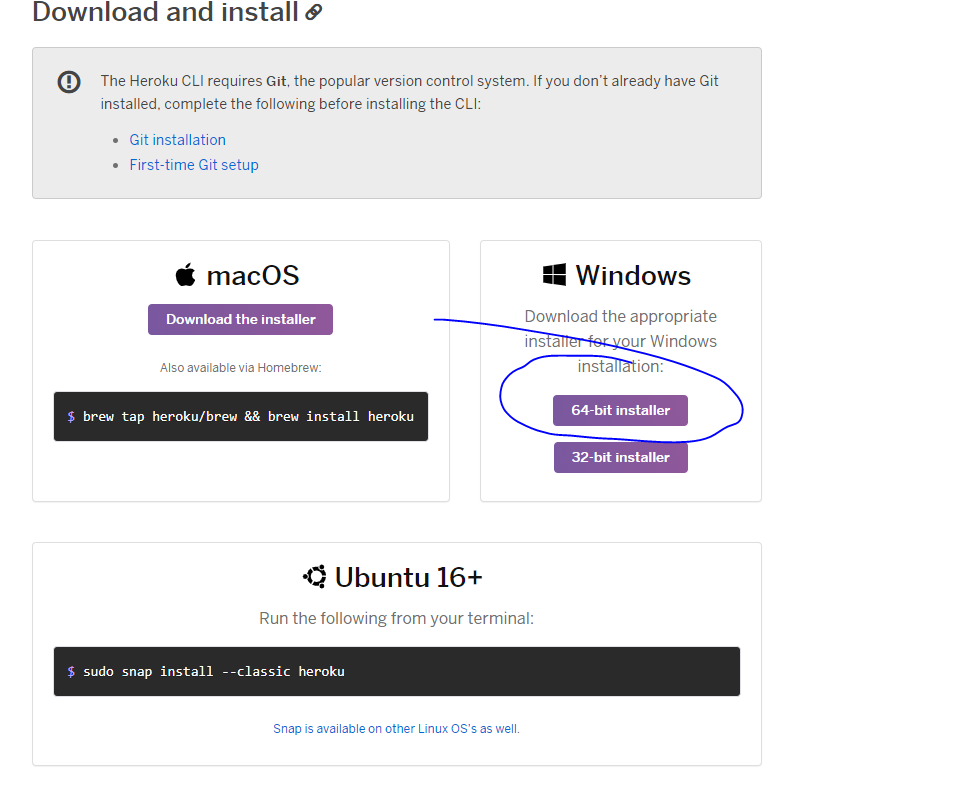 Download and install
The Heroku CLI requires Git, the popular version control system. If you don’t already have Git
installed, complete the following before installing the CLI:
Git installation
First-time Git setup
macOS
Download the installer
Also available via Homebrew:
$ brew tap heroku/brew && brew install heroku
Windows
Download the appropriate
installer for your Windows
installation:
64-bit installer
32-bit installer
Ubuntu 16+
Run the following from your terminal:
$ sudo snap install --classic heroku
Snap is available on other Linux OS's as well.